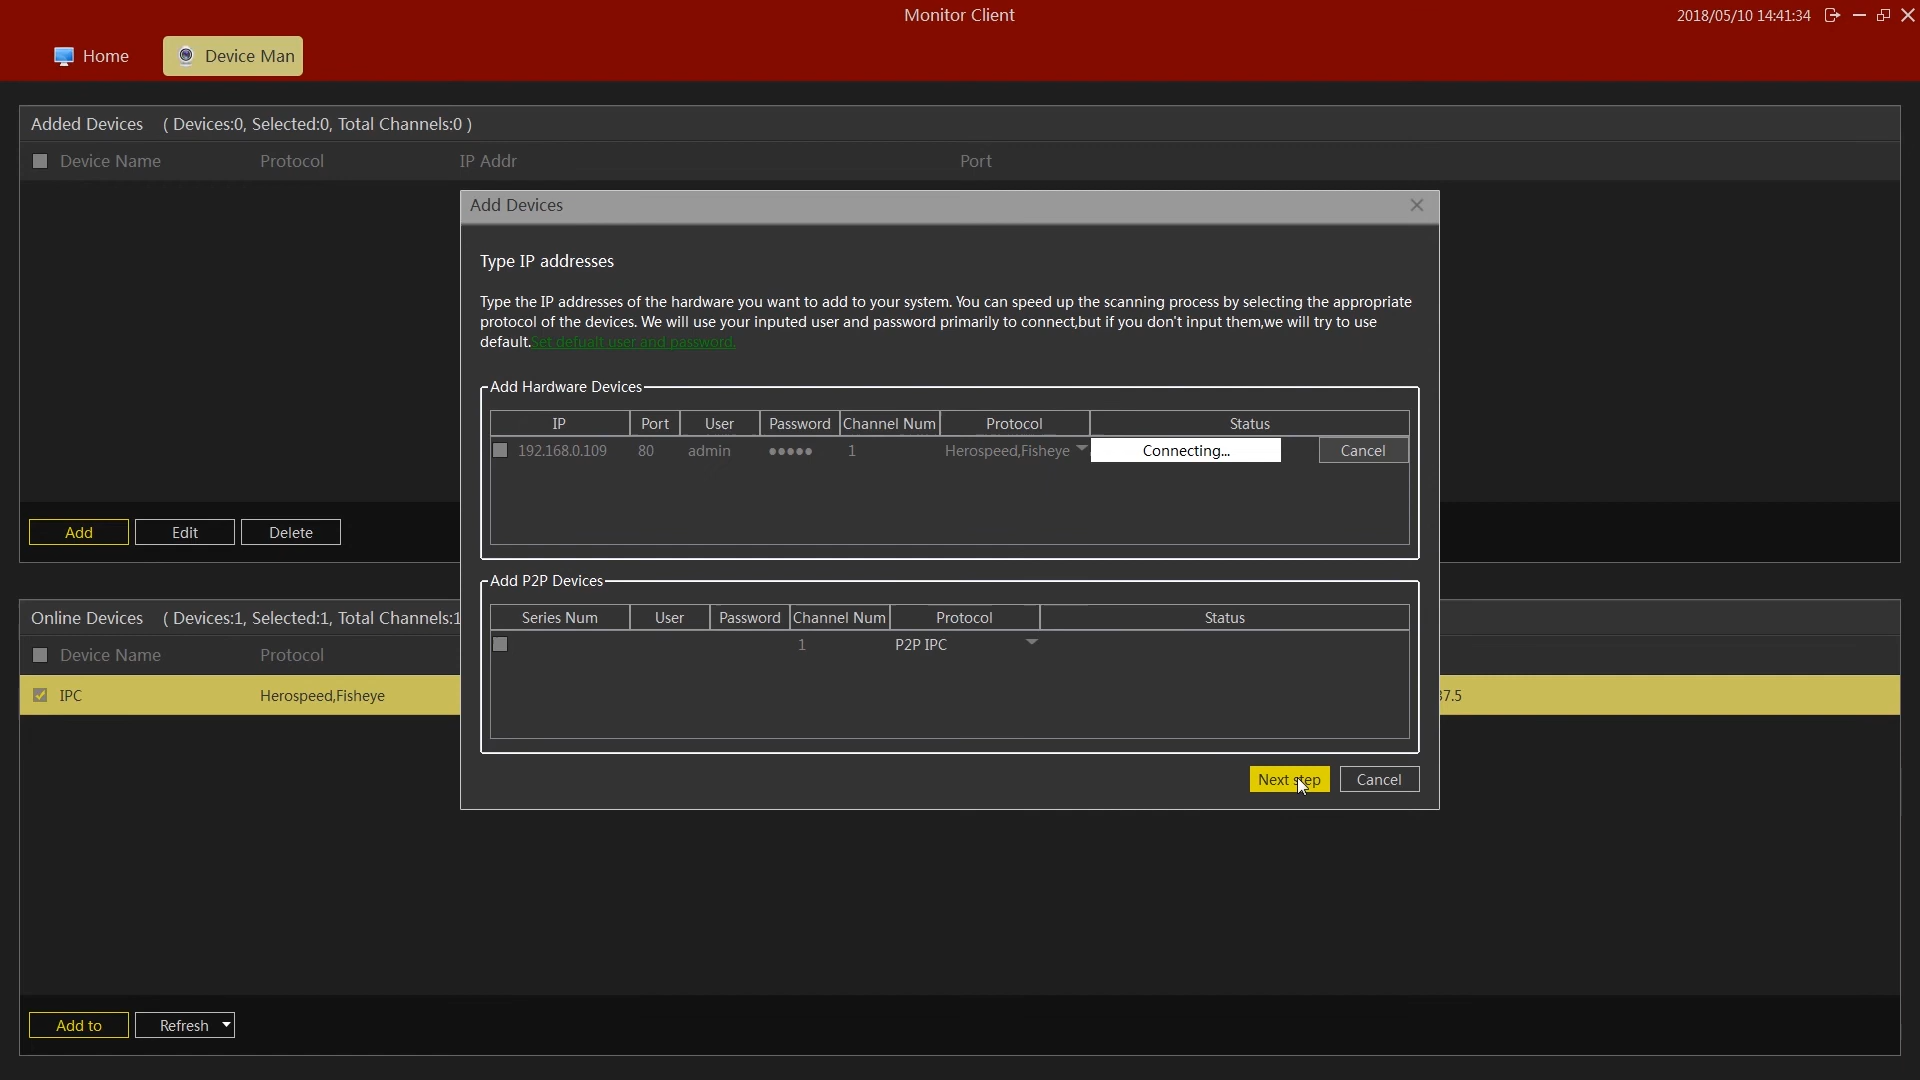 Monitor Client
2018/05/10 14:41:34
Home
Device Man
Added Devices ( Devices:0, Selected:0, Total Channels:0 )
Device Name Protocol IP Addr Port
Add Devices
Type IP addresses
Type the IP addresses of the hardware you want to add to your system. You can speed up the scanning process by selecting the appropriate
protocol of the devices. We will use your inputed user and password primarily to connect,but if you don't input them,we will try to use
default.Set defualt user and password.
Add Hardware Devices
IP Port User Password Channel Num Protocol Status
192.168.0.109 80 admin ●●●●● 1 Herospeed,Fisheye Connecting... Cancel
Add Edit Delete
Add P2P Devices
Series Num User Password Channel Num Protocol Status
1 P2P IPC
Online Devices ( Devices:1, Selected:1, Total Channels:1
Device Name Protocol
IPC Herospeed,Fisheye 37.5
Next step Cancel
Add to Refresh